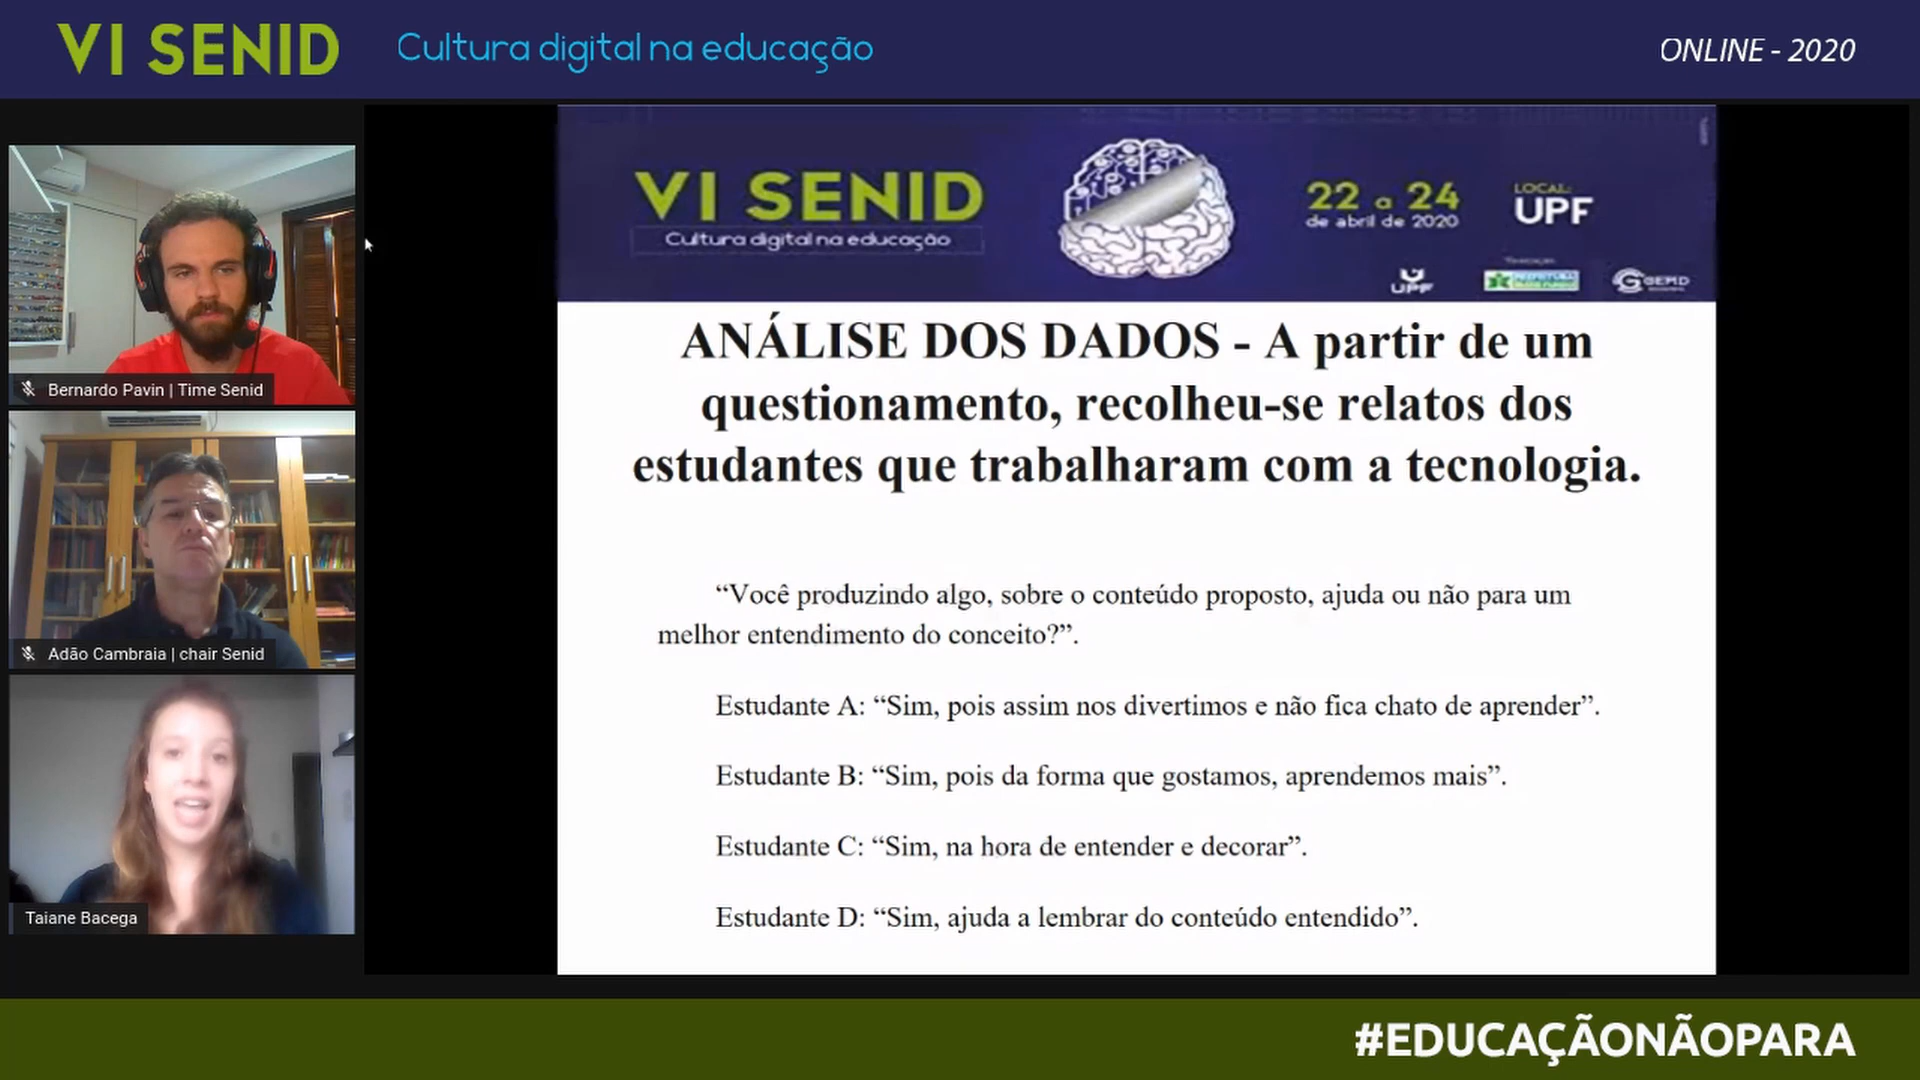 VI SENID
Cultura digital na educação
ONLINE - 2020
Bernardo Pavin | Time Senid
Adão Cambraia | chair Senid
Taiane Bacega
VI SENID
Cultura digital na educação
22 a 24
de abril de 2020
LOCAL:
UPF
UPF
PREFEITURA
GEPID
ANÁLISE DOS DADOS - A partir de um
questionamento, recolheu-se relatos dos
estudantes que trabalharam com a tecnologia.
“Você produzindo algo, sobre o conteúdo proposto, ajuda ou não para um
melhor entendimento do conceito?”.
Estudante A: “Sim, pois assim nos divertimos e não fica chato de aprender”.
Estudante B: “Sim, pois da forma que gostamos, aprendemos mais”.
Estudante C: “Sim, na hora de entender e decorar”.
Estudante D: “Sim, ajuda a lembrar do conteúdo entendido”.
#EDUCAÇÃONÃOPARA